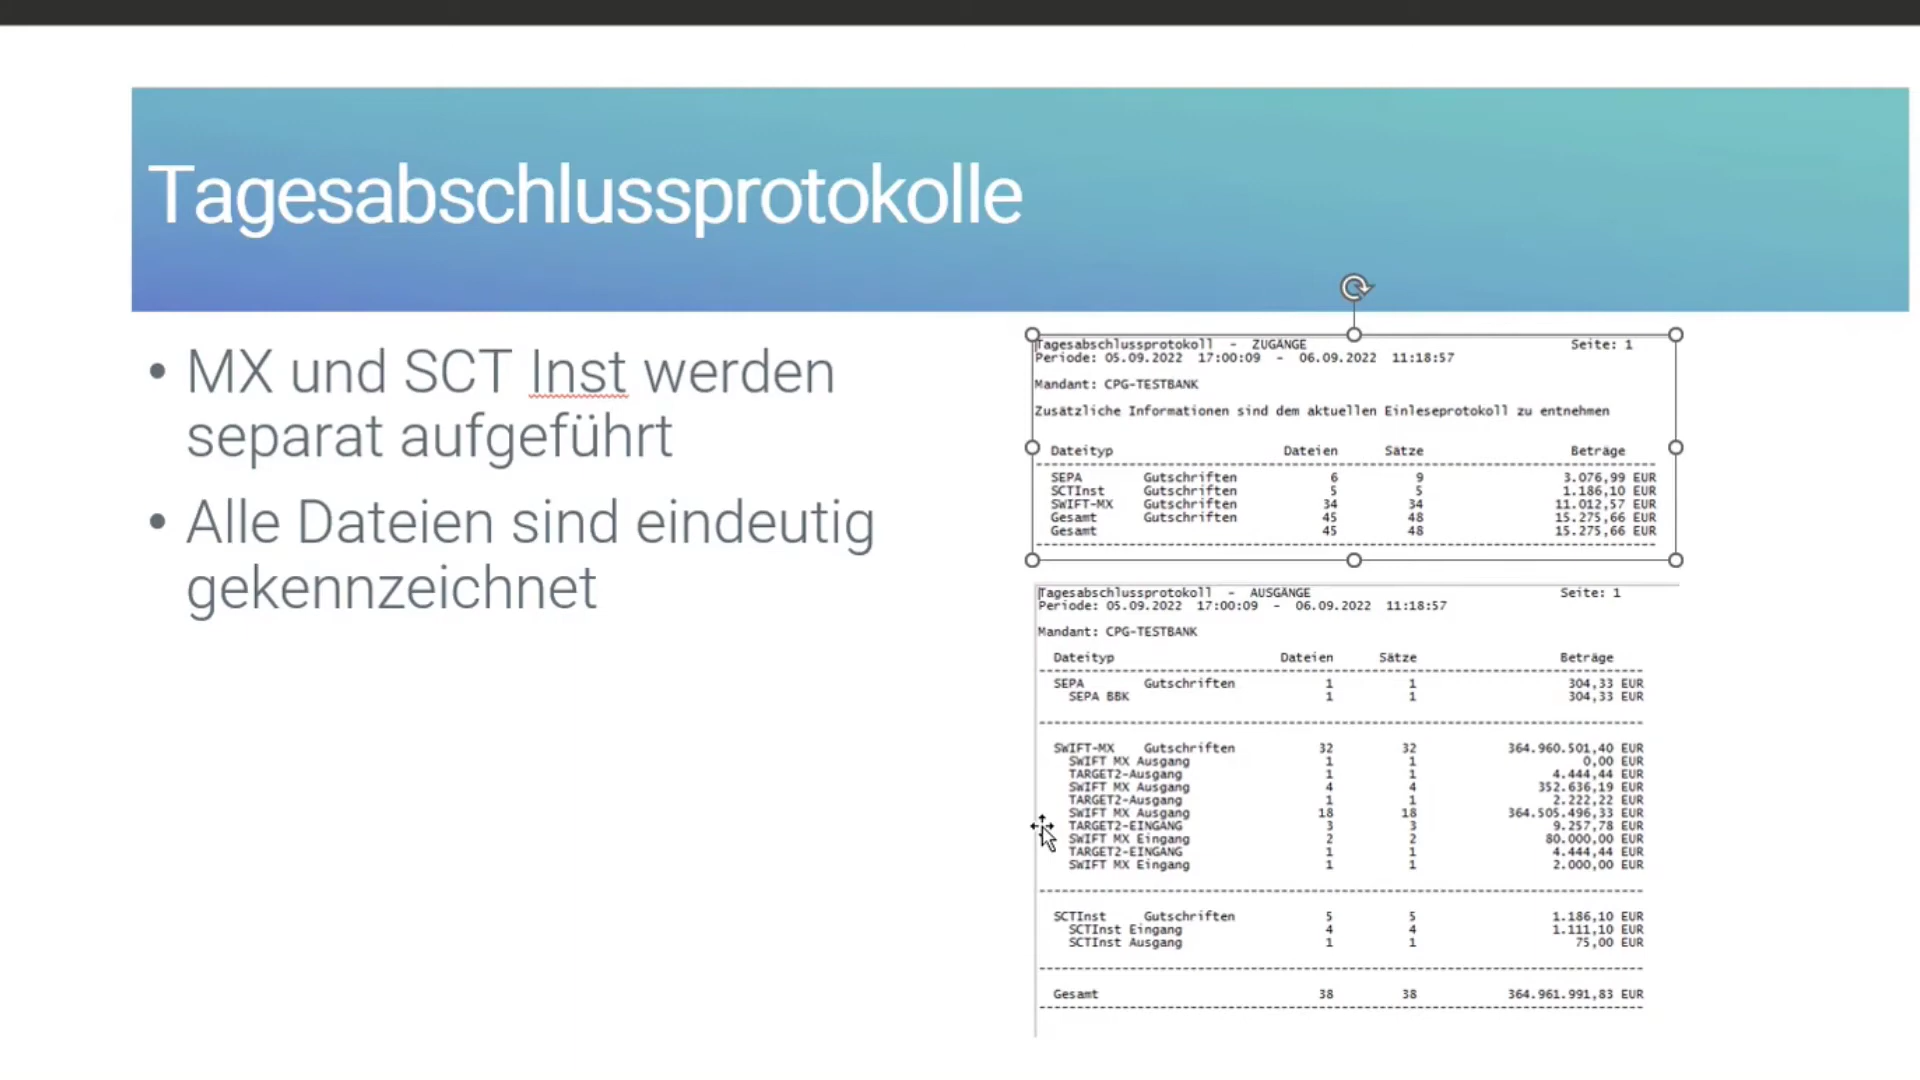 Tagesabschlussprotokolle
• MX und SCT Inst werden
separat aufgeführt
• Alle Dateien sind eindeutig
gekennzeichnet
Tagesabschlussprotokoll - ZUGÄNGE Seite: 1
Periode: 05.09.2022 17:00:09 - 06.09.2022 11:18:57
Mandant: CPG-TESTBANK
Zusätzliche Informationen sind dem aktuellen Einleseprotokoll zu entnehmen
Dateityp Dateien Sätze Beträge
SEPA Gutschriften 6 9 3.076,99 EUR
SCTInst Gutschriften 5 5 1.186,10 EUR
SWIFT-MX Gutschriften 34 34 11.012,57 EUR
Gesamt Gutschriften 45 48 15.275,66 EUR
Gesamt 45 48 15.275,66 EUR
Tagesabschlussprotokoll - AUSGÄNGE Seite: 1
Periode: 05.09.2022 17:00:09 - 06.09.2022 11:18:57
Mandant: CPG-TESTBANK
Dateityp Dateien Sätze Beträge
SEPA Gutschriften 1 1 304,33 EUR
SEPA BBK 1 1 304,33 EUR
SWIFT-MX Gutschriften 32 32 364.960.501,40 EUR
SWIFT MX Ausgang 1 1 0,00 EUR
TARGET2-Ausgang 1 1 4.444,44 EUR
SWIFT MX Ausgang 4 4 352.636,19 EUR
TARGET2-Ausgang 1 1 2.222,22 EUR
SWIFT MX Ausgang 18 18 364.505.496,33 EUR
TARGET2-EINGANG 3 3 9.257,78 EUR
SWIFT MX Eingang 2 2 80.000,00 EUR
TARGET2-EINGANG 1 1 4.444,44 EUR
SWIFT MX Eingang 1 1 2.000,00 EUR
SCTInst Gutschriften 5 5 1.186,10 EUR
SCTInst Eingang 4 4 1.111,10 EUR
SCTInst Ausgang 1 1 75,00 EUR
Gesamt 38 38 364.961.991,83 EUR